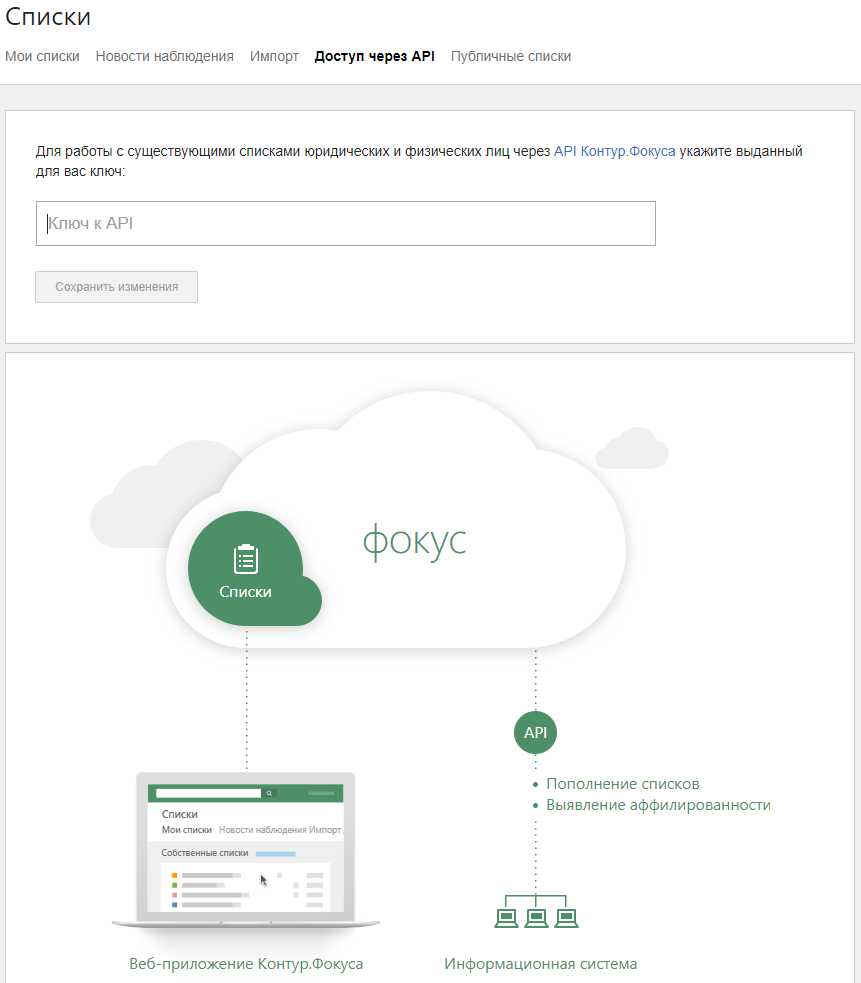 Списки
Мои списки Новости наблюдения Импорт Доступ через API Публичные списки
Для работы с существующими списками юридических и физических лиц через API Контур.Фокуса укажите выданный
для вас ключ:
Ключ к API
Сохранить изменения
фокус
Списки
API
• Пополнение списков
• Выявление аффилированности
Списки
Мои списки Новости наблюдения Импорт
Собственные списки
Веб-приложение Контур.Фокуса
Информационная система